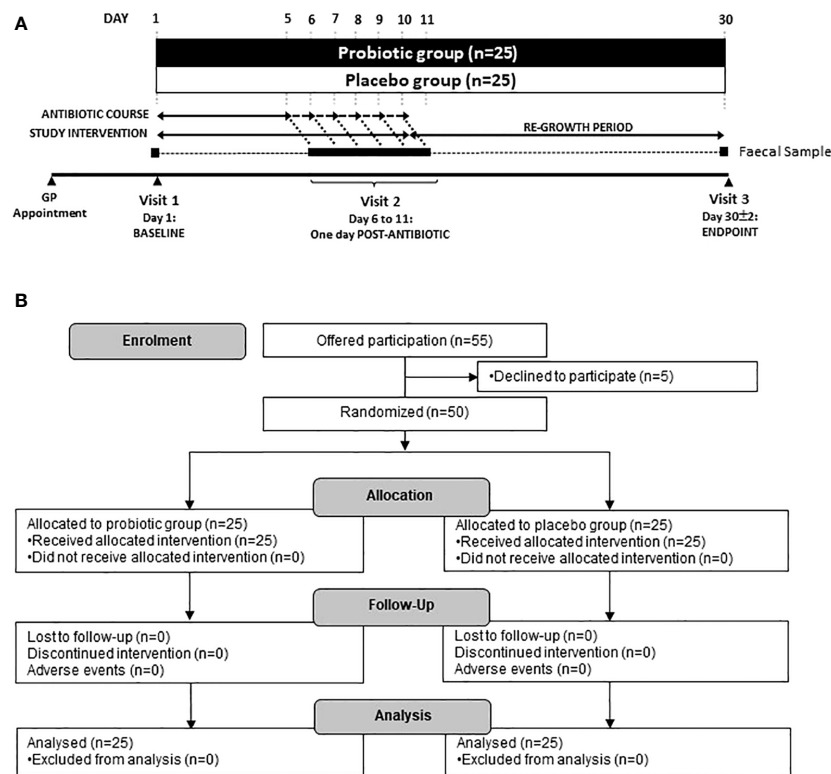 A
DAY 1 5 6 7 8 9 10 11 30
Probiotic group (n=25)
Placebo group (n=25)
ANTIBIOTIC COURSE
STUDY INTERVENTION
RE-GROWTH PERIOD
Faecal Sample
GP
Appointment
Visit 1
Day 1:
BASELINE
Visit 2
Day 6 to 11:
One day POST-ANTIBIOTIC
Visit 3
Day 30±2:
ENDPOINT
B
Enrolment
Offered participation (n=55)
•Declined to participate (n=5)
Randomized (n=50)
Allocation
Allocated to probiotic group (n=25)
•Received allocated intervention (n=25)
•Did not receive allocated intervention (n=0)
Allocated to placebo group (n=25)
•Received allocated intervention (n=25)
•Did not receive allocated intervention (n=0)
Follow-Up
Lost to follow-up (n=0)
Discontinued intervention (n=0)
Adverse events (n=0)
Lost to follow-up (n=0)
Discontinued intervention (n=0)
Adverse events (n=0)
Analysis
Analysed (n=25)
•Excluded from analysis (n=0)
Analysed (n=25)
•Excluded from analysis (n=0)